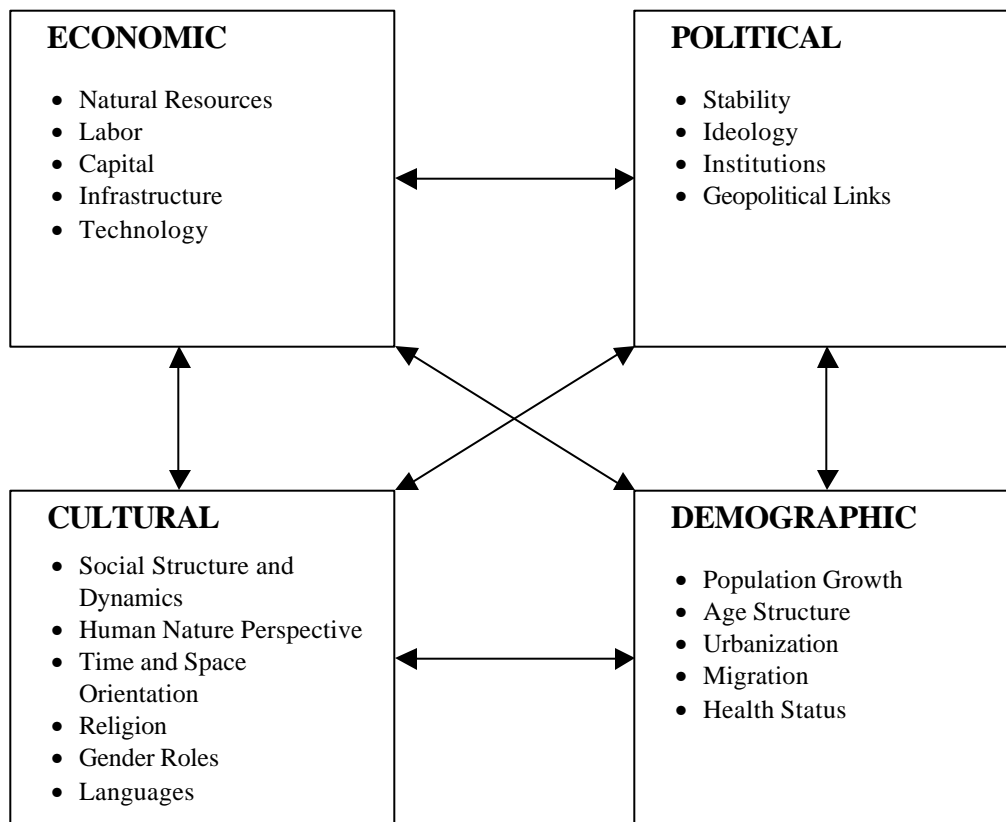 ECONOMIC
• Natural Resources
• Labor
• Capital
• Infrastructure
• Technology
POLITICAL
• Stability
• Ideology
• Institutions
• Geopolitical Links
CULTURAL
• Social Structure and
Dynamics
• Human Nature Perspective
• Time and Space
Orientation
• Religion
• Gender Roles
• Languages
DEMOGRAPHIC
• Population Growth
• Age Structure
• Urbanization
• Migration
• Health Status